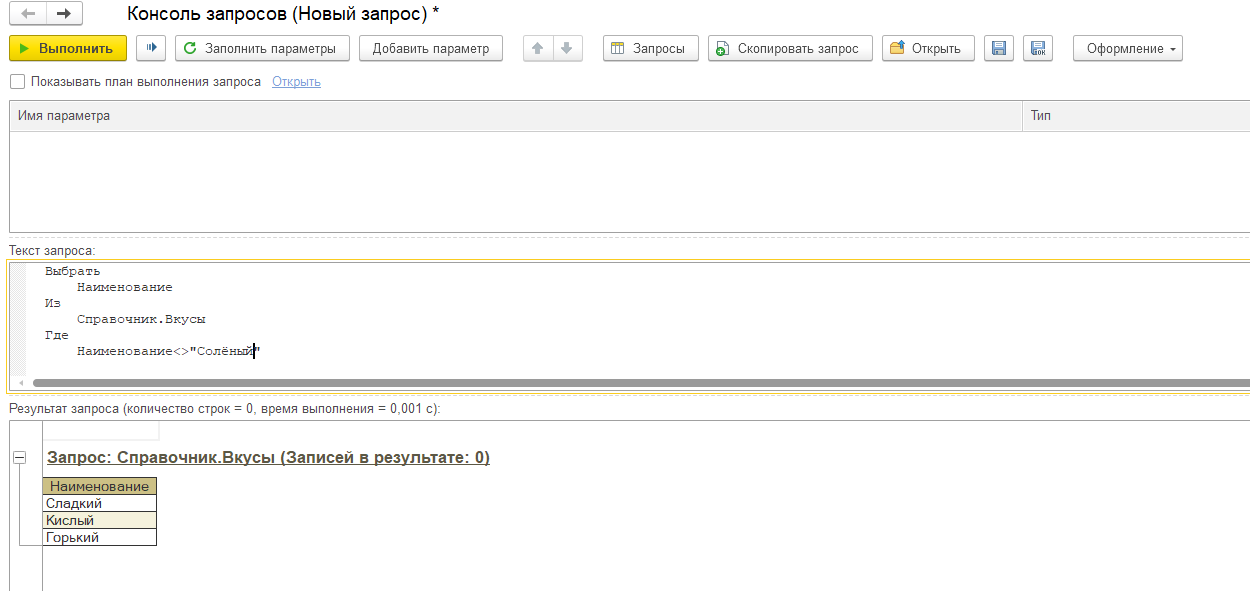 Консоль запросов (Новый запрос) *
Выполнить Заполнить параметры Добавить параметр Запросы Скопировать запрос Открыть Оформление
Показывать план выполнения запроса Открыть
Имя параметра Тип
Текст запроса:
Выбрать
Наименование
Из
Справочник.Вкусы
Где
Наименование<>"Солёный"
Результат запроса (количество строк = 0, время выполнения = 0,001 с):
Запрос: Справочник.Вкусы (Записей в результате: 0)
Наименование
Сладкий
Кислый
Горький